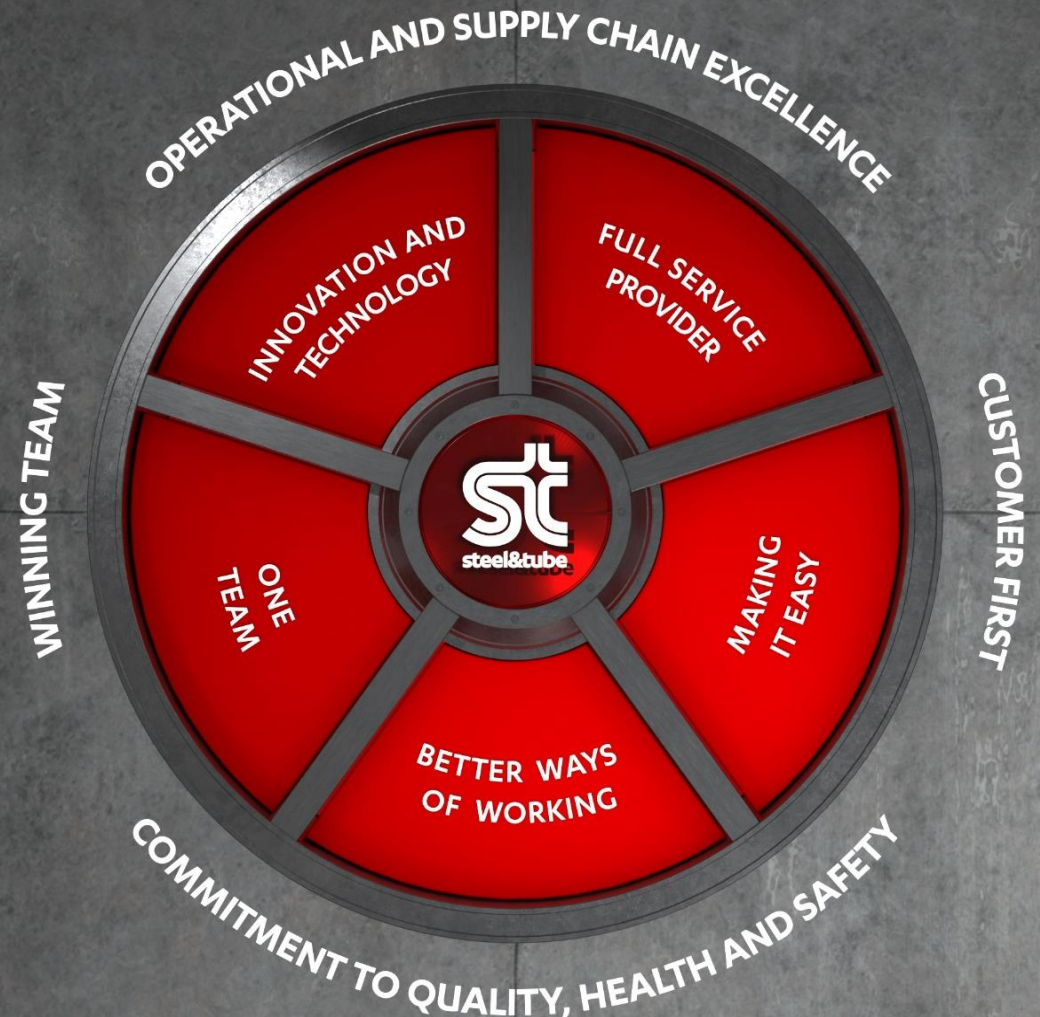 OPERATIONAL AND SUPPLY CHAIN EXCELLENCE
INNOVATION AND
TECHNOLOGY
FULL SERVICE
PROVIDER
WINNING TEAM
CUSTOMER FIRST
st
steel&tube
ONE
TEAM
MAKING
IT EASY
BETTER WAYS
OF WORKING
COMMITMENT TO QUALITY, HEALTH AND SAFETY